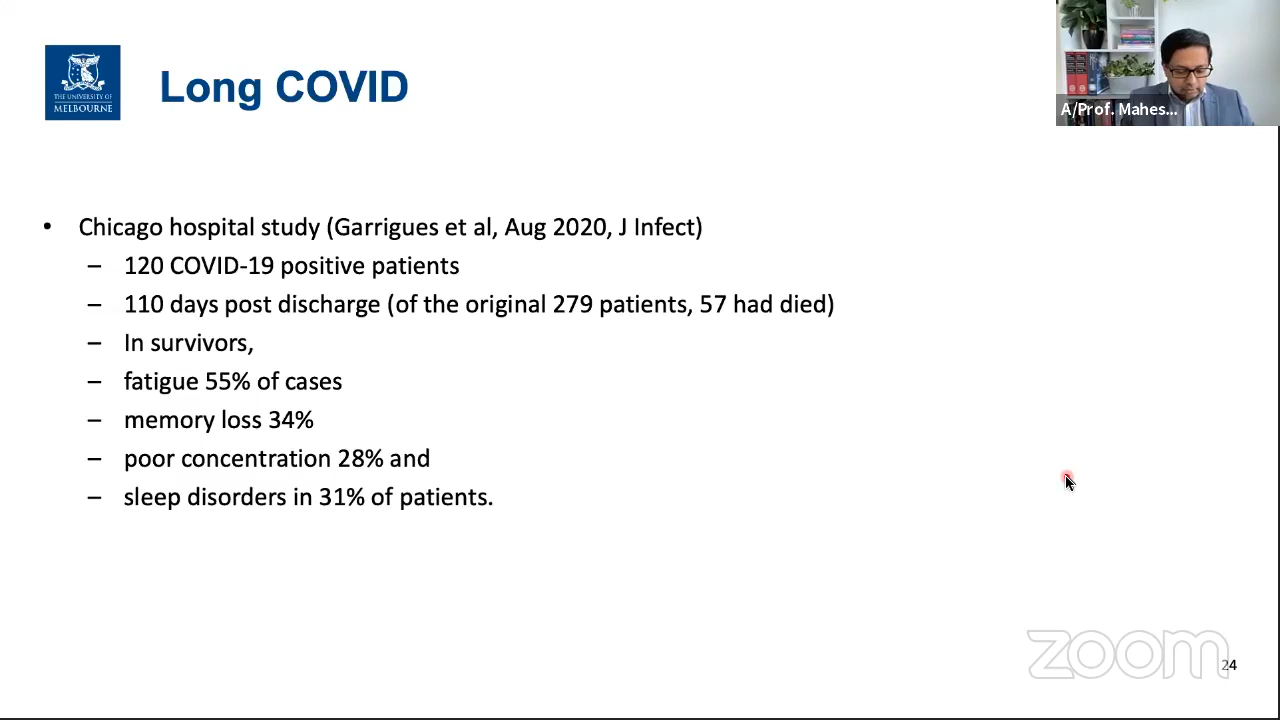 THE UNIVERSITY OF
MELBOURNE
Long COVID
A/Prof. Mahes...
• Chicago hospital study (Garrigues et al, Aug 2020, J Infect)
– 120 COVID-19 positive patients
– 110 days post discharge (of the original 279 patients, 57 had died)
– In survivors,
– fatigue 55% of cases
– memory loss 34%
– poor concentration 28% and
– sleep disorders in 31% of patients.
zoom
24